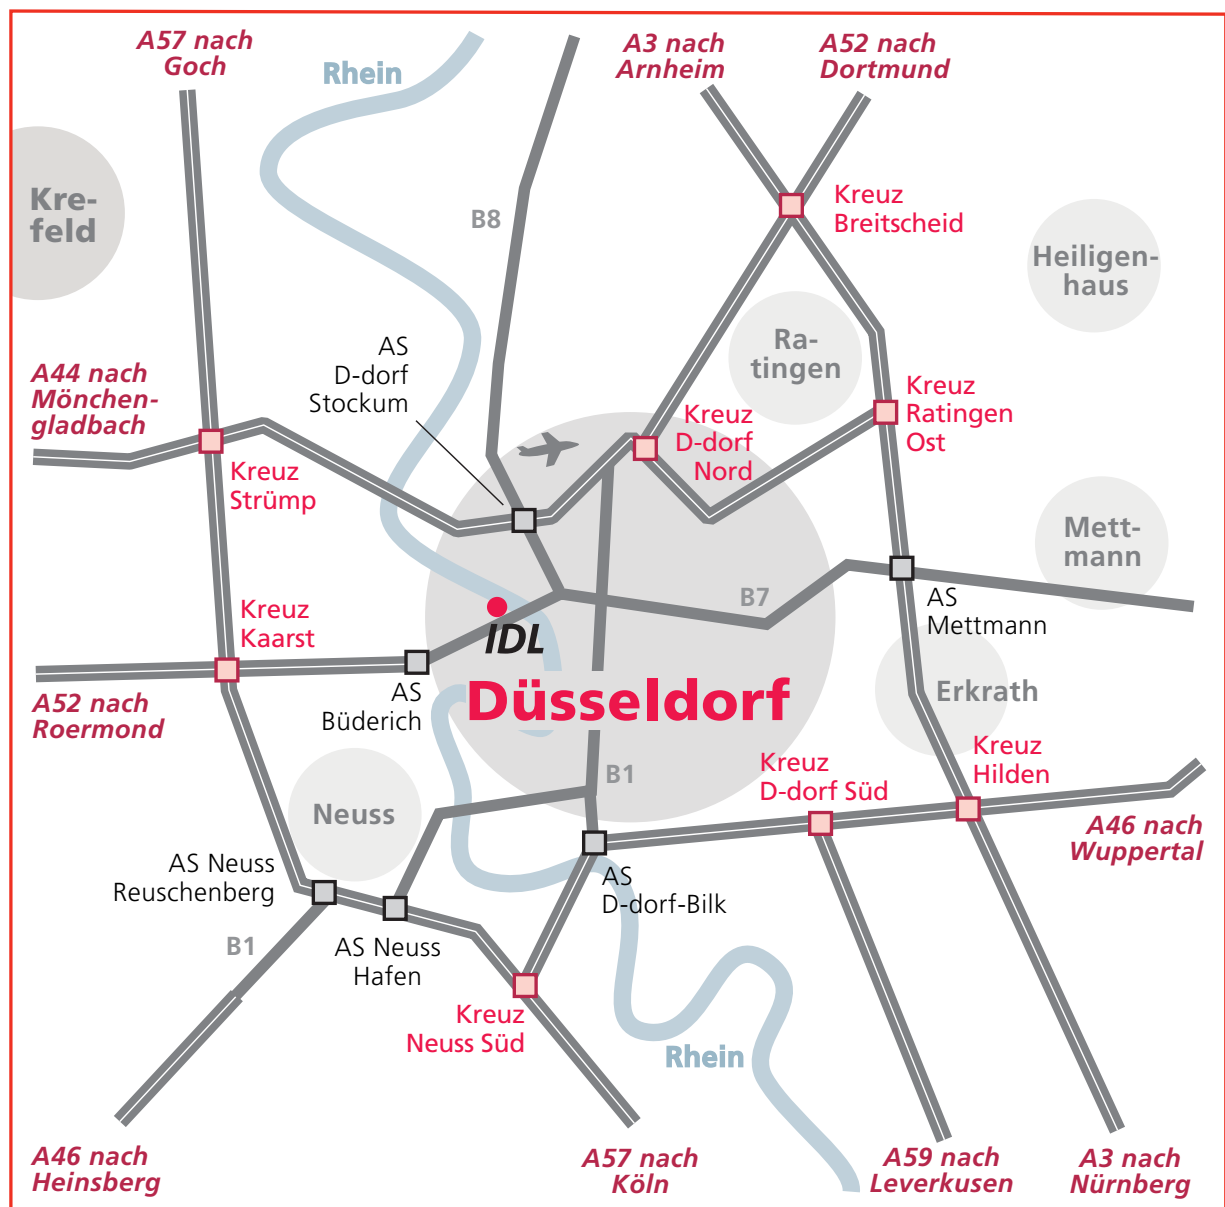 A57 nach
Goch
Rhein
A3 nach
Arnheim
A52 nach
Dortmund
Kre-
feld
B8
Kreuz
Breitscheid
Heiligen-
haus
Ra-
tingen
AS
D-dorf
Stockum
A44 nach
Mönchen-
gladbach
Kreuz
Ratingen
Ost
Kreuz
D-dorf
Nord
Kreuz
Strümp
Mett-
mann
B7
AS
Mettmann
Kreuz
Kaarst
IDL
A52 nach
Roermond
AS
Büderich
Düsseldorf
Erkrath
Kreuz
Hilden
Kreuz
D-dorf Süd
B1
Neuss
A46 nach
Wuppertal
AS Neuss
Reuschenberg
AS
D-dorf-Bilk
B1
AS Neuss
Hafen
Kreuz
Neuss Süd
Rhein
A46 nach
Heinsberg
A57 nach
Köln
A59 nach
Leverkusen
A3 nach
Nürnberg